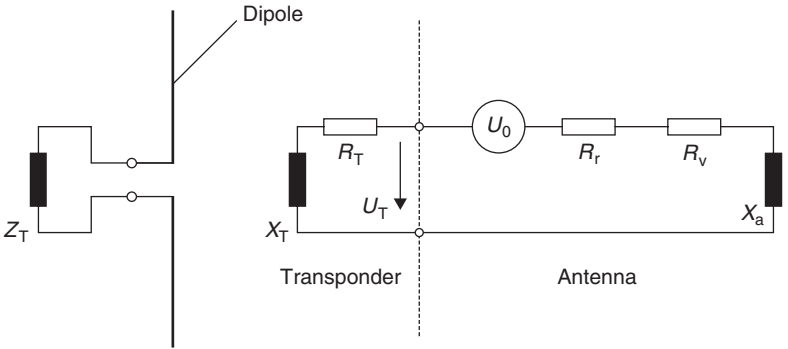 Dipole
Z_T
R_T
U_T
X_T
U_0
R_r
R_v
X_a
Transponder
Antenna